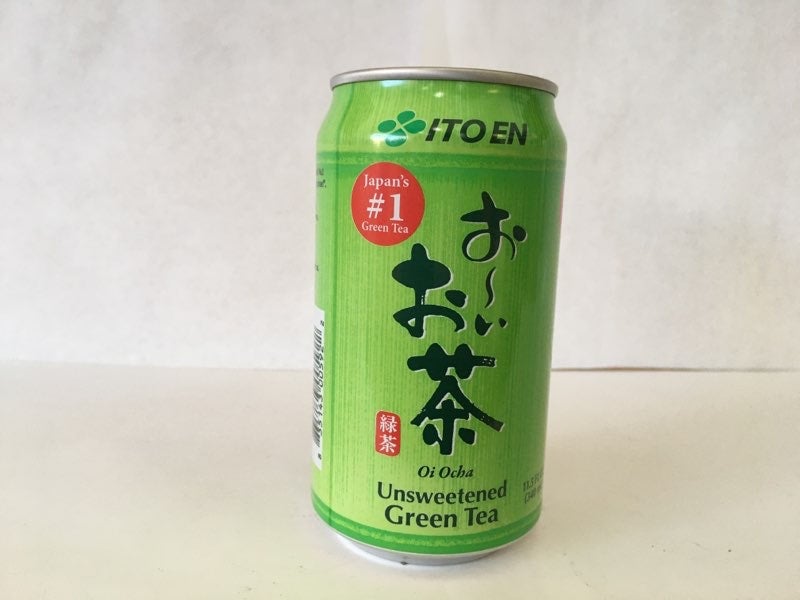 ITO EN
Japan's
#1
Green Tea
お〜い
お茶
緑茶
Oi Ocha
Unsweetened
Green Tea